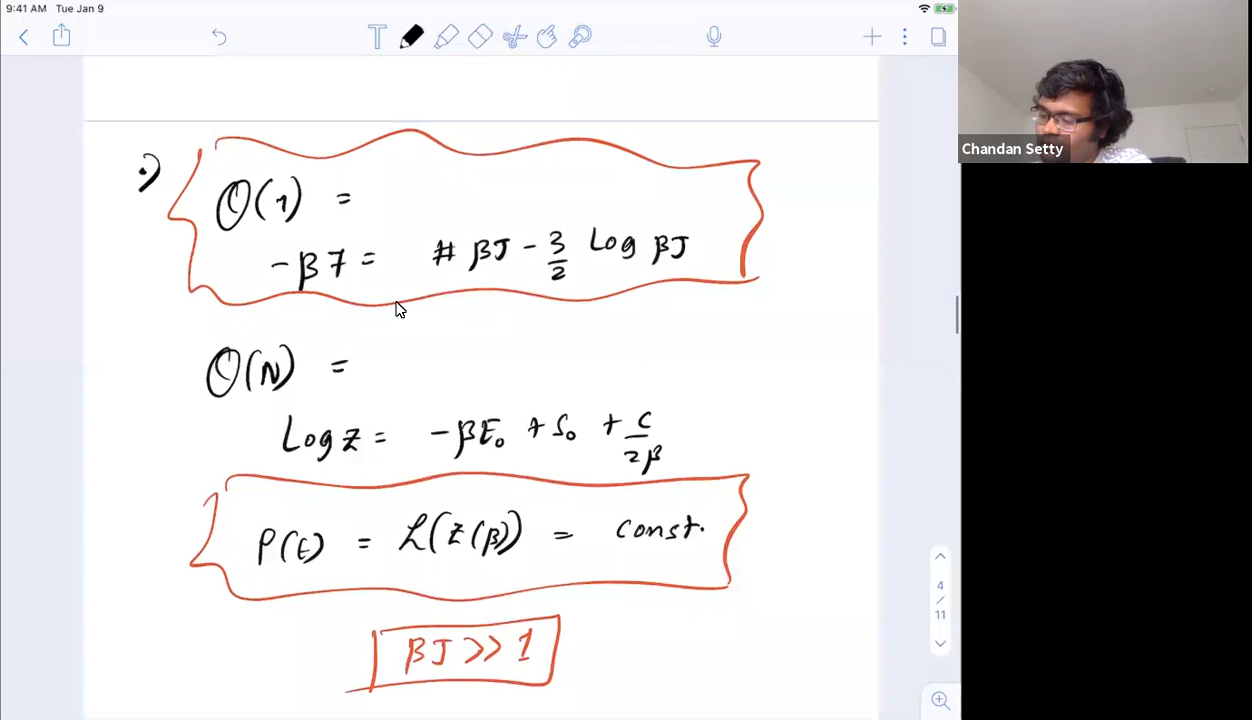 9:41 AM Tue Jan 9
T
Chandan Setty
O(1) =
-βF = # βJ - 3/2 Log βJ
O(N) =
Log Z = -βE₀ + S₀ + c/2β
ρ(E) = L(Z(β)) = const.
βJ >> 1
4
/
11